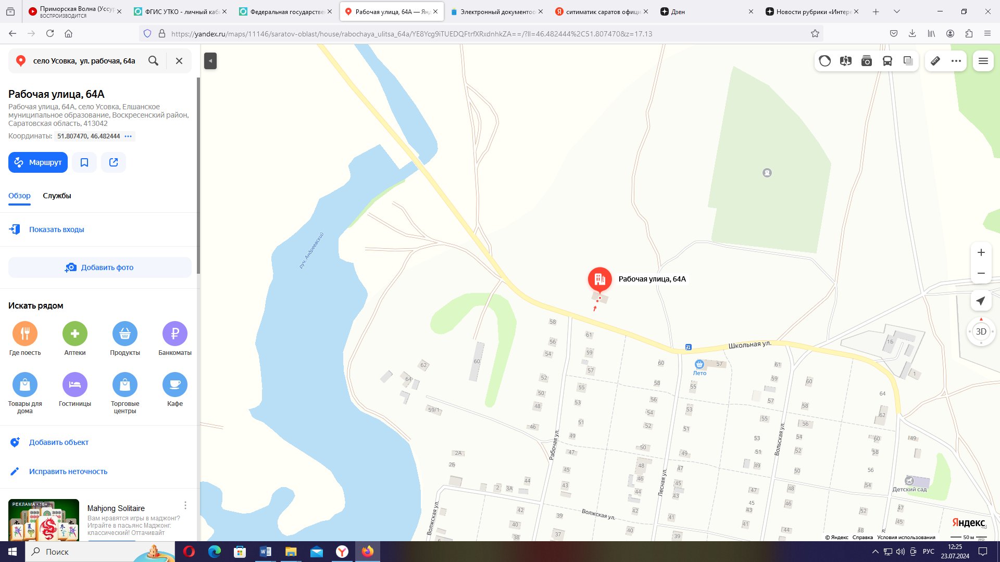 Приморская Волна (Уссур
ВОСПРОИЗВОДИТСЯ
ФГИС УТКО - личный каби
Федеральная государствен
Рабочая улица, 64А — Янд
Электронный документоо
ситиматик саратов офици
Дзен
Новости рубрики «Интере
https://yandex.ru/maps/11146/saratov-oblast/house/rabochaya_ulitsa_64a/YE8Ycg9iTUEDQFtrfXRxdnhkZA==/?ll=46.482444%2C51.807470&z=17.13
село Усовка, ул. рабочая, 64а
Рабочая улица, 64А
Рабочая улица, 64А, село Усовка, Елшанское
муниципальное образование, Воскресенский район,
Саратовская область, 413042
Координаты: 51.807470, 46.482444
Маршрут
Обзор
Службы
Показать входы
Добавить фото
Искать рядом
Где поесть
Аптеки
Продукты
Банкоматы
Товары для
дома
Гостиницы
Торговые
центры
Кафе
Добавить объект
Исправить неточность
РЕКЛАМА • 16+
Mahjong Solitaire
Вам нравятся игры в маджонг?
Играйте в пасьянс Маджонг:
классический! Оттачивай
руч. Андреевский
Рабочая улица, 64А
3D
58
61
56
54
59
57
60
62
64
52
50
48
55
53
59/1
46
51
49
47
Рабочая ул.
Школьная ул.
Лето
57
60
58
55
56
54
52
53
51
61
59
57
60
58
55
56
54
53
52
51
49
50
Вольская ул.
1Б
1
64
62
60
58
49
56
54
Детский сад
2А
2Б
44
2
3А
45
43
50
48
46
44
49
47
45
43
Лесная ул.
47
45
43
48
46
52
47
45
42
40
38
39
37
Волжская ул.
Волжская ул.
42
40
41
39
41
44
48
Яндекс
© Яндекс Справка Условия использования
50 м
Поиск
РУС
12:25
23.07.2024